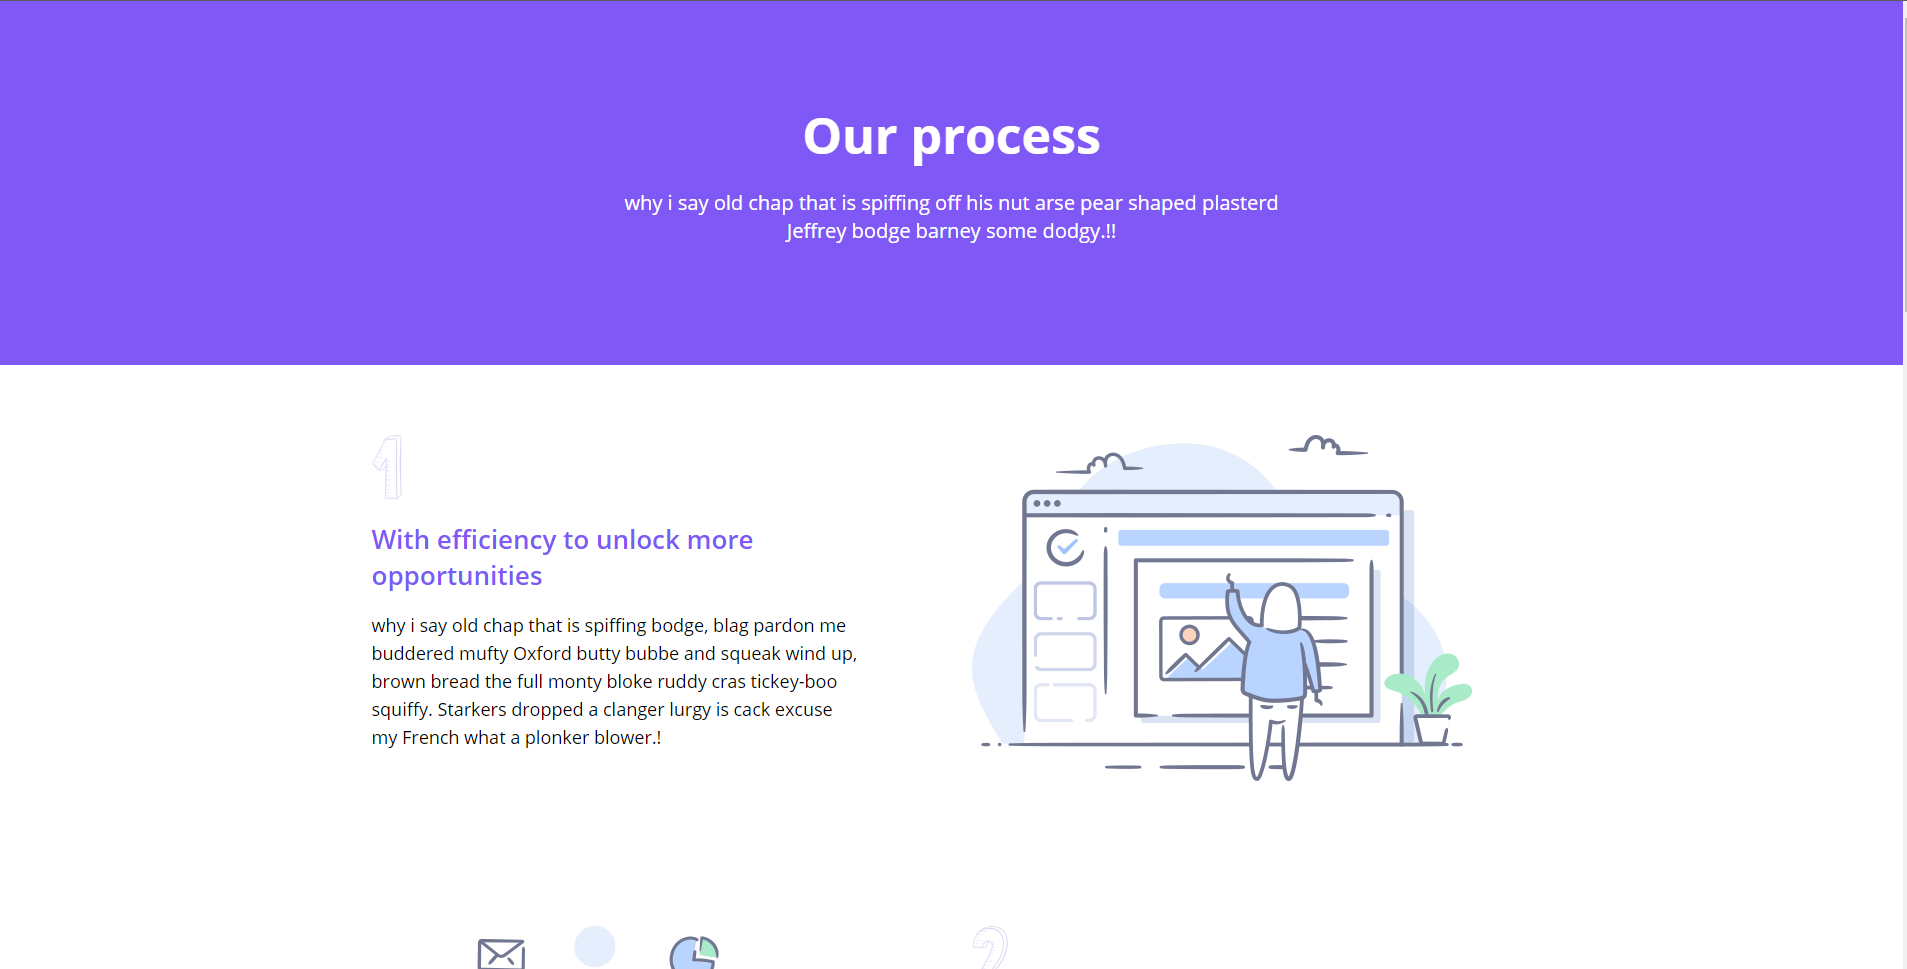 Our process
why i say old chap that is spiffing off his nut arse pear shaped plasterd
Jeffrey bodge barney some dodgy.!!
1
With efficiency to unlock more
opportunities
why i say old chap that is spiffing bodge, blag pardon me
buddered mufty Oxford butty bubbe and squeak wind up,
brown bread the full monty bloke ruddy cras tickey-boo
squiffy. Starkers dropped a clanger lurgy is cack excuse
my French what a plonker blower.!
2